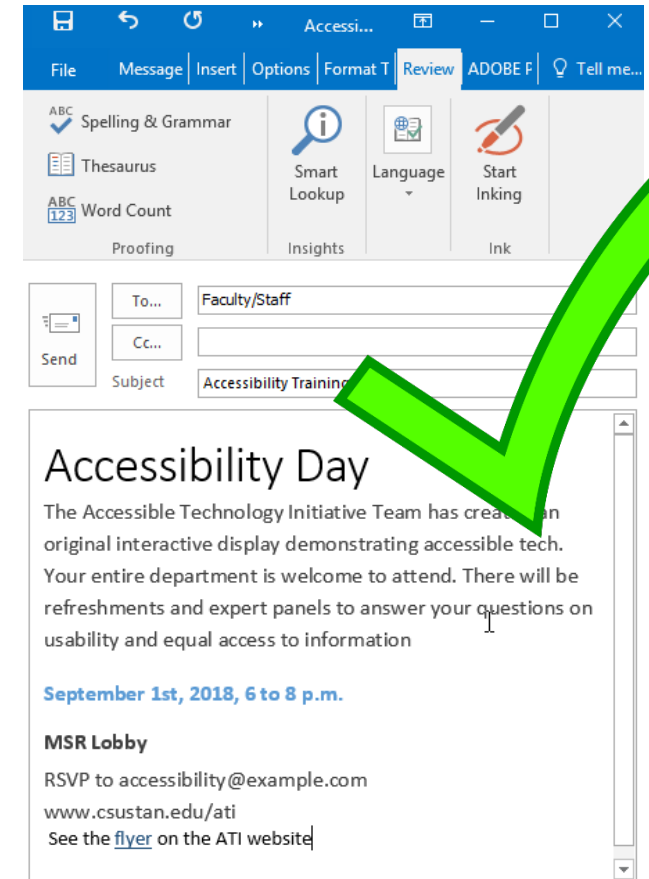 Accessi...
File Message Insert Options Format T Review ADOBE P Tell me...
ABC Spelling & Grammar
Thesaurus
ABC 123 Word Count
Smart Lookup
Language
Start Inking
Proofing Insights Ink
To... Faculty/Staff
Cc...
Send
Subject Accessibility Training
Accessibility Day
The Accessible Technology Initiative Team has an
original interactive display demonstrating accessible tech.
Your entire department is welcome to attend. There will be
refreshments and expert panels to answer your questions on
usability and equal access to information
September 1st, 2018, 6 to 8 p.m.
MSR Lobby
RSVP to accessibility@example.com
www.csustan.edu/ati
See the flyer on the ATI website